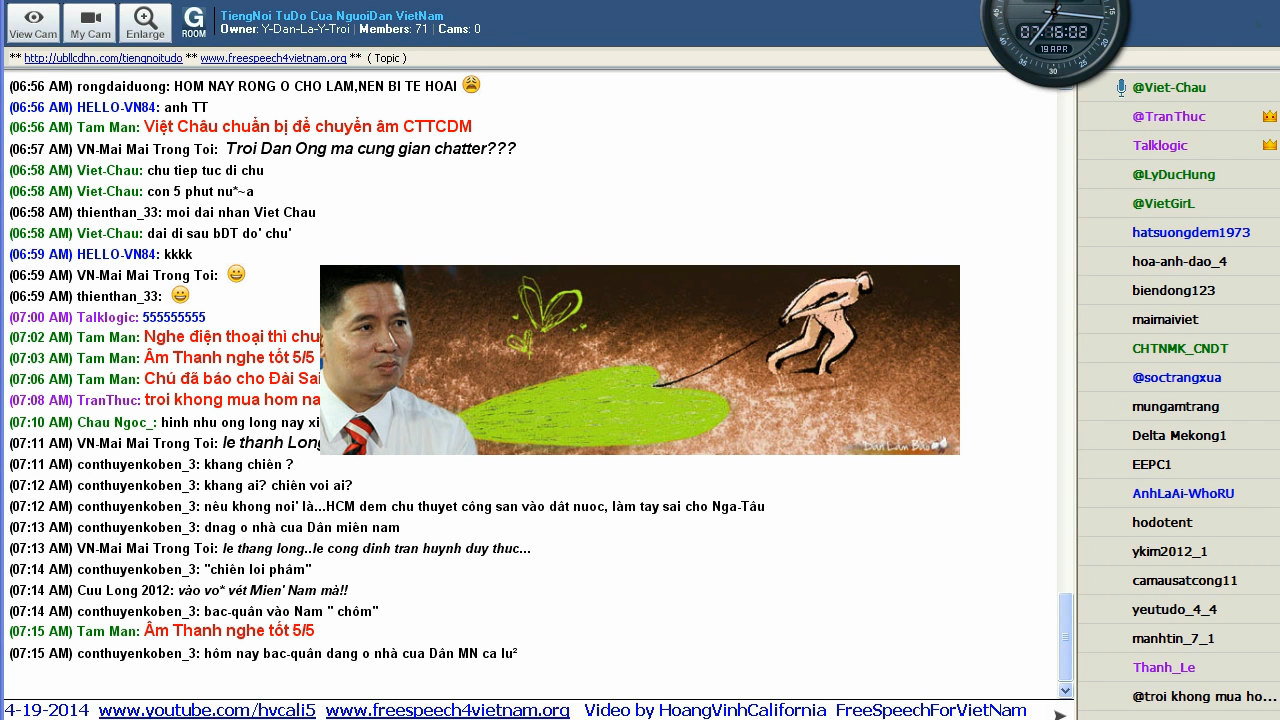 View Cam
My Cam
Enlarge
G
ROOM
TiengNoi TuDo Cua NguoiDan VietNam
Owner: Y-Dan-La-Y-Troi | Members: 71 | Cams: 0
** http://ubllcdhn.com/tiengnoitudo ** www.freespeech4vietnam.org ** ( Topic )
45
15
40
20
35
25
30
07:16:02
19 APR
(06:56 AM) rongdaiduong: HOM NAY RONG O CHO LAM,NEN BI TE HOAI
(06:56 AM) HELLO-VN84: anh TT
(06:56 AM) Tam Man: Việt Châu chuẩn bị để chuyển âm CTTCDM
(06:57 AM) VN-Mai Mai Trong Toi: Troi Dan Ong ma cung gian chatter???
(06:58 AM) Viet-Chau: chu tiep tuc di chu
(06:58 AM) Viet-Chau: con 5 phut nu*~a
(06:58 AM) thienthan_33: moi dai nhan Viet Chau
(06:58 AM) Viet-Chau: dai di sau bDT do' chu'
(06:59 AM) HELLO-VN84: kkkk
(06:59 AM) VN-Mai Mai Trong Toi:
(06:59 AM) thienthan_33:
(07:00 AM) Talklogic: 555555555
(07:02 AM) Tam Man: Nghe điện thoại thì chu
(07:03 AM) Tam Man: Âm Thanh nghe tốt 5/5
(07:06 AM) Tam Man: Chú đã báo cho Đài Sai
(07:08 AM) TranThuc: troi khong mua hom na
(07:10 AM) Chau Ngoc_: hinh nhu ong long nay xi
(07:11 AM) VN-Mai Mai Trong Toi: le thanh Long
(07:11 AM) conthuyenkoben_3: khang chiên ?
(07:12 AM) conthuyenkoben_3: khang ai? chiên voi ai?
(07:12 AM) conthuyenkoben_3: nêu khong noi' là...HCM dem chu thuyet công san vào dât nuoc, làm tay sai cho Nga-Tâu
(07:13 AM) conthuyenkoben_3: dnag o nhà cua Dân miên nam
(07:13 AM) VN-Mai Mai Trong Toi: le thang long..le cong dinh tran huynh duy thuc...
(07:14 AM) conthuyenkoben_3: "chiên loi phâm"
(07:14 AM) Cuu Long 2012: vào vo* vét Mien' Nam mà!!
(07:14 AM) conthuyenkoben_3: bac-quân vào Nam " chôm"
(07:15 AM) Tam Man: Âm Thanh nghe tốt 5/5
(07:15 AM) conthuyenkoben_3: hôm nay bac-quân dang o nhà cua Dân MN ca lu²
Dân Làm Báo
@Viet-Chau
@TranThuc
Talklogic
@LyDucHung
@VietGirL
hatsuongdem1973
hoa-anh-dao_4
biendong123
maimaiviet
CHTNMK_CNDT
@soctrangxua
mungamtrang
Delta Mekong1
EEPC1
AnhLaAi-WhoRU
hodotent
ykim2012_1
camausatcong11
yeutudo_4_4
manhtin_7_1
Thanh_Le
@troi khong mua ho...
4-19-2014 www.youtube.com/hvcali5 www.freespeech4vietnam.org Video by HoangVinhCalifornia FreeSpeechForVietNam